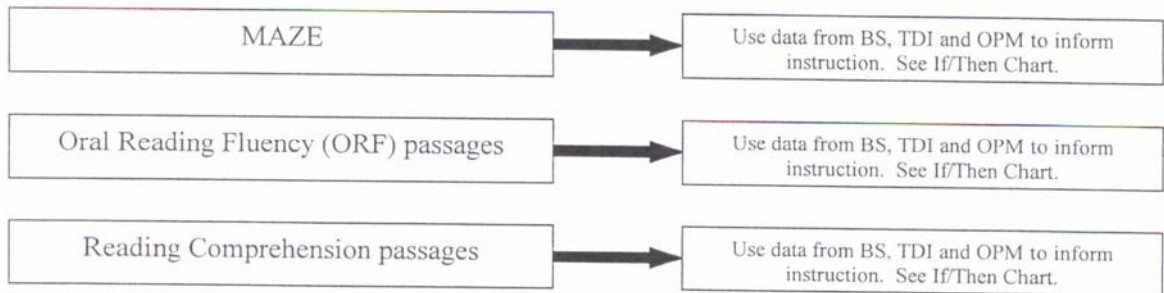 MAZE
Use data from BS, TDI and OPM to inform
instruction. See If/Then Chart.
Oral Reading Fluency (ORF) passages
Use data from BS, TDI and OPM to inform
instruction. See If/Then Chart.
Reading Comprehension passages
Use data from BS, TDI and OPM to inform
instruction. See If/Then Chart.